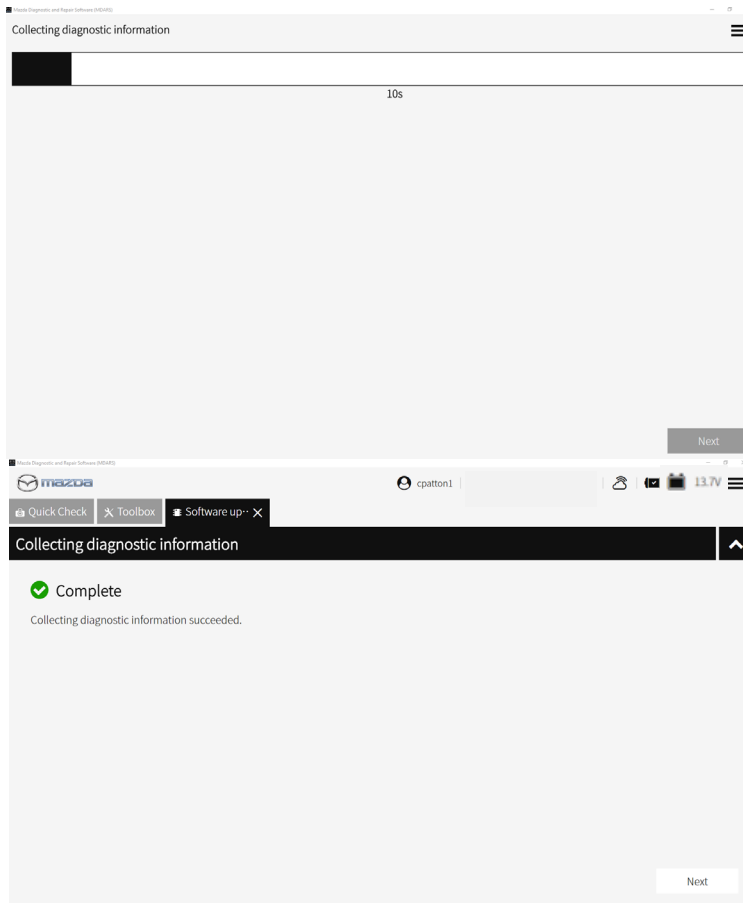 Mazda Diagnostic and Repair Software (MDARS)
Collecting diagnostic information
10s
Next
Mazda Diagnostic and Repair Software (MDARS)
mazda
cpatton1
13.7V
Quick Check
Toolbox
Software up··
Collecting diagnostic information
Complete
Collecting diagnostic information succeeded.
Next